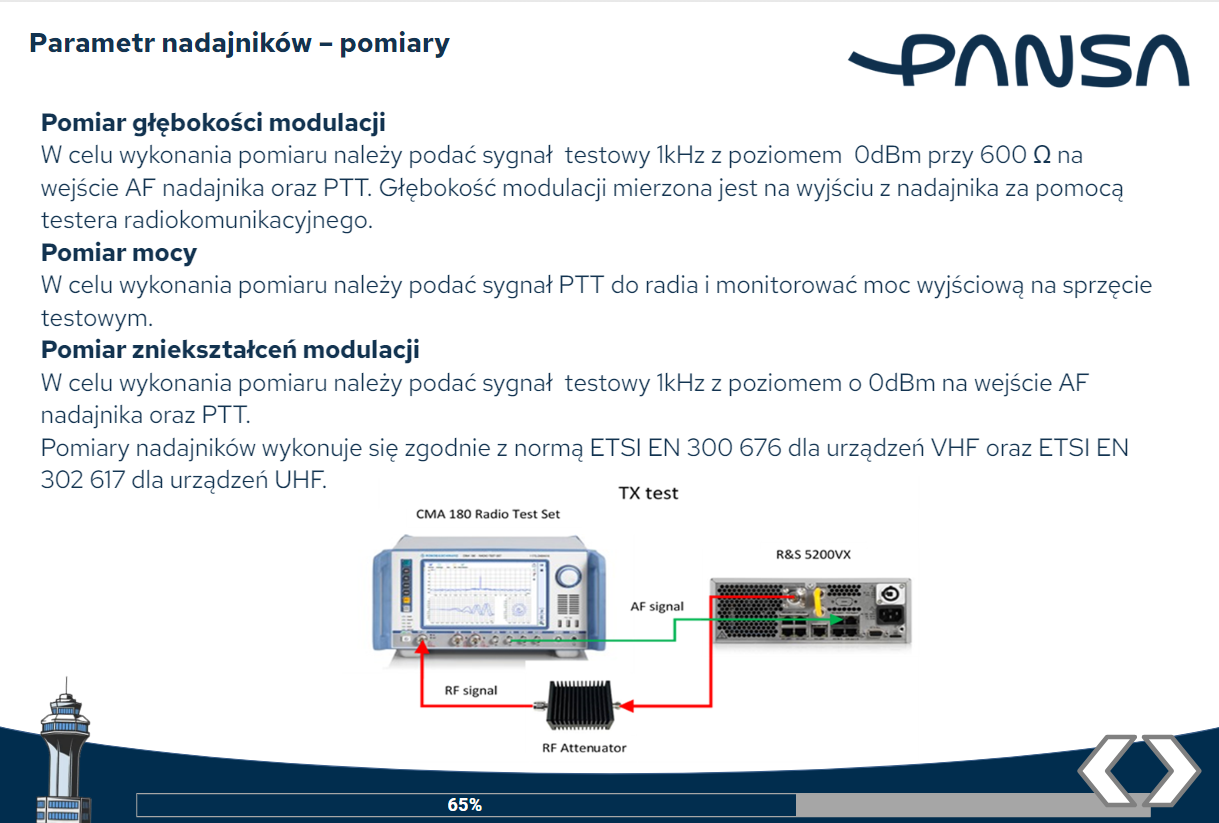 Parametr nadajników – pomiary
PANSA
Pomiar głębokości modulacji
W celu wykonania pomiaru należy podać sygnał testowy 1kHz z poziomem 0dBm przy 600 Ω na
wejście AF nadajnika oraz PTT. Głębokość modulacji mierzona jest na wyjściu z nadajnika za pomocą
testera radiokomunikacyjnego.
Pomiar mocy
W celu wykonania pomiaru należy podać sygnał PTT do radia i monitorować moc wyjściową na sprzęcie
testowym.
Pomiar zniekształceń modulacji
W celu wykonania pomiaru należy podać sygnał testowy 1kHz z poziomem o 0dBm na wejście AF
nadajnika oraz PTT.
Pomiary nadajników wykonuje się zgodnie z normą ETSI EN 300 676 dla urządzeń VHF oraz ETSI EN
302 617 dla urządzeń UHF.
TX test
CMA 180 Radio Test Set
R&S 5200VX
AF signal
RF signal
RF Attenuator
65%